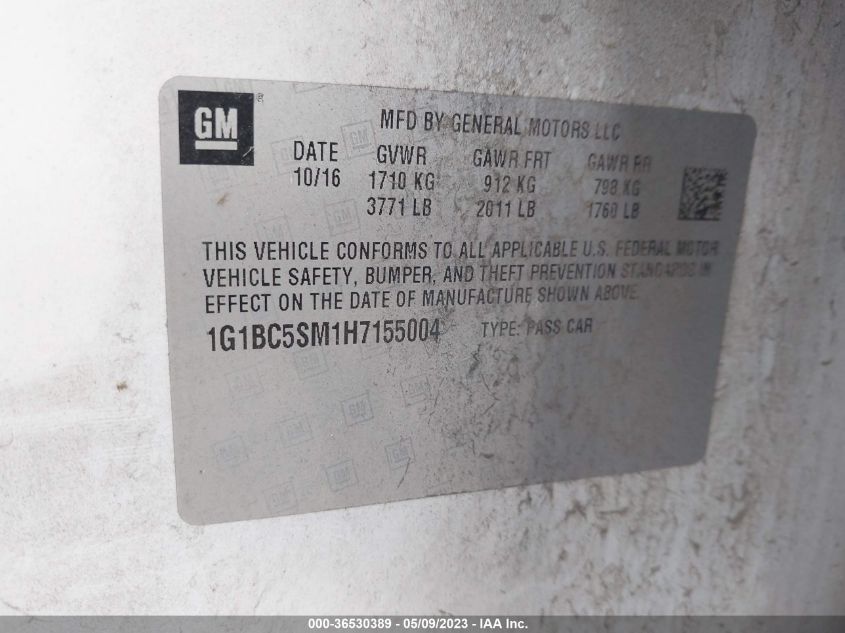 GM ®
MFD BY GENERAL MOTORS LLC
DATE GVWR GAWR FRT GAWR RR
10/16 1710 KG 912 KG 798 KG
3771 LB 2011 LB 1760 LB
THIS VEHICLE CONFORMS TO ALL APPLICABLE U.S. FEDERAL MOTOR
VEHICLE SAFETY, BUMPER, AND THEFT PREVENTION STANDARDS IN
EFFECT ON THE DATE OF MANUFACTURE SHOWN ABOVE.
1G1BC5SM1H7155004 TYPE: PASS CAR
000-36530389 - 05/09/2023 - IAA Inc.